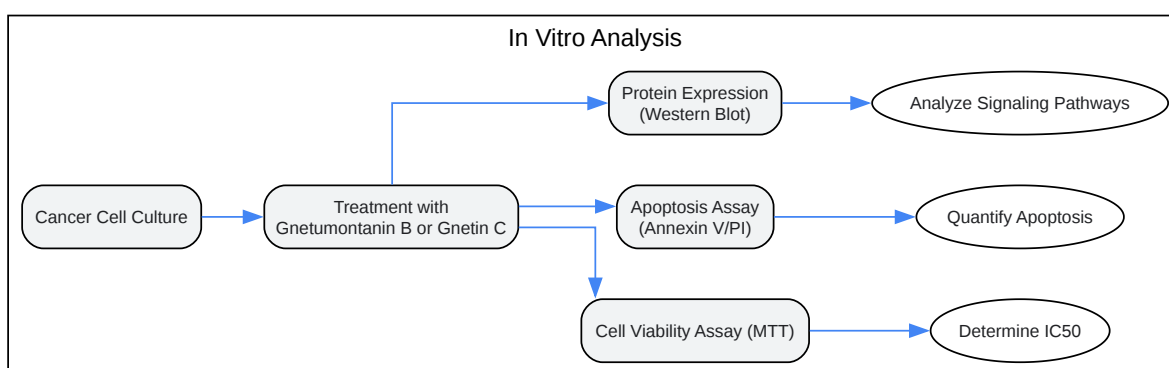 In Vitro Analysis
Protein Expression
(Western Blot)
Analyze Signaling Pathways
Cancer Cell Culture
Treatment with
Gnetumontanin B or Gnetin C
Apoptosis Assay
(Annexin V/PI)
Quantify Apoptosis
Cell Viability Assay (MTT)
Determine IC50